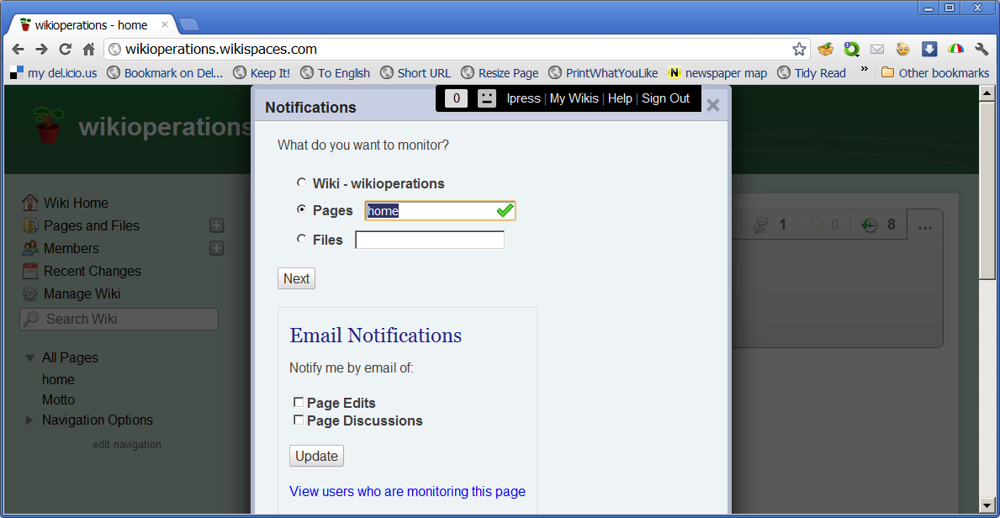 wikioperations - home
wikioperations.wikispaces.com
my del.icio.us Bookmark on Del... Keep It! To English Short URL Resize Page PrintWhatYouLike N newspaper map Tidy Read » Other bookmarks
0 Ipress | My Wikis | Help | Sign Out
Notifications
wikioperations
What do you want to monitor?
Wiki - wikioperations
Pages home
Files
Next
Email Notifications
Notify me by email of:
Page Edits
Page Discussions
Update
View users who are monitoring this page
Wiki Home
Pages and Files
Members
Recent Changes
Manage Wiki
Search Wiki
All Pages
home
Motto
Navigation Options
edit navigation
1 0 8 ...